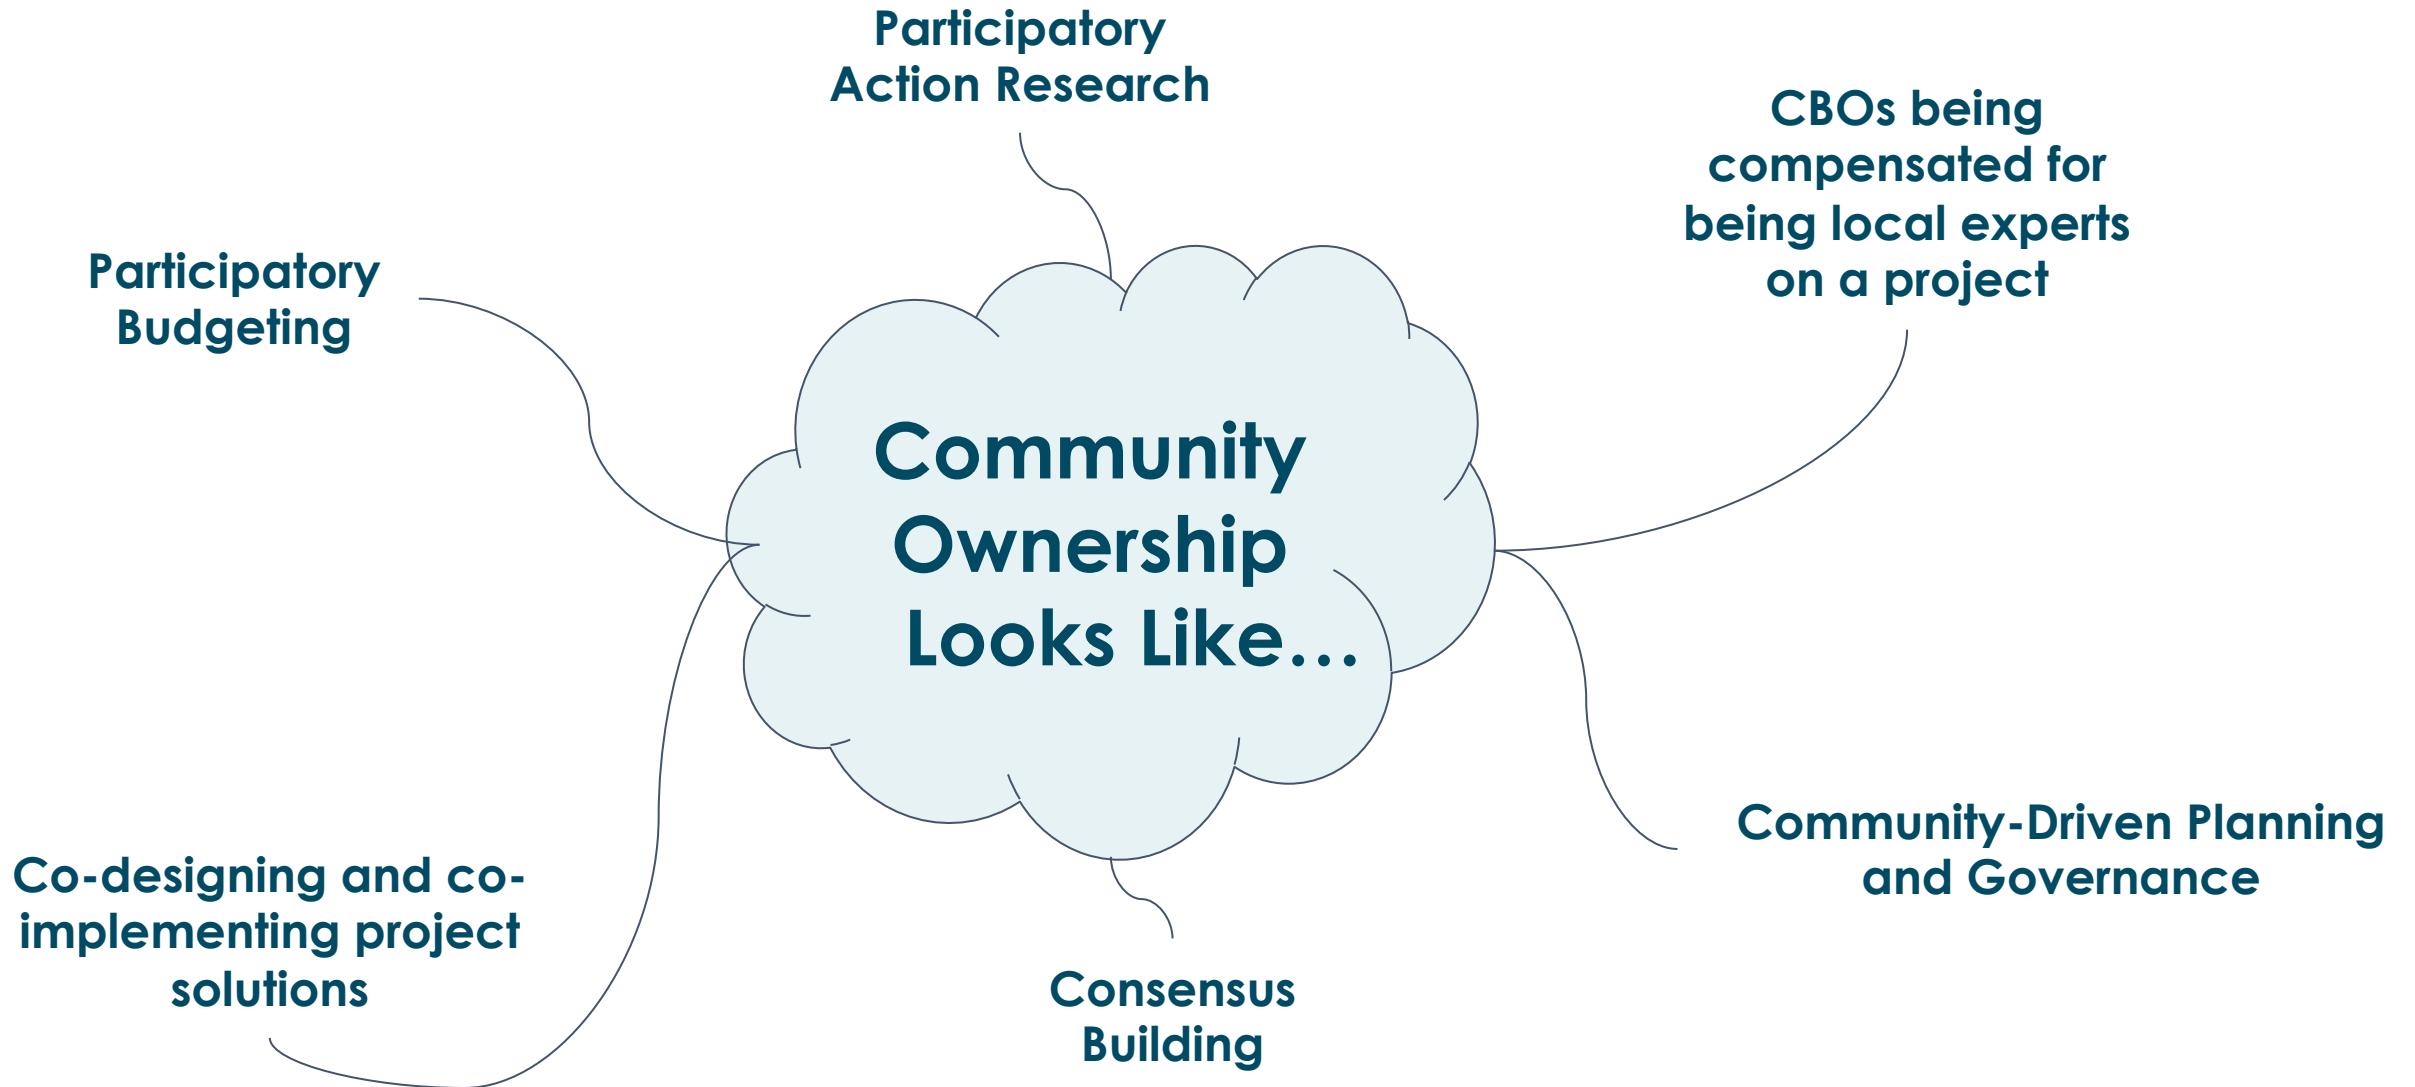 Participatory
Action Research
CBOs being
compensated for
being local experts
on a project
Participatory
Budgeting
Community
Ownership
Looks Like…
Community-Driven Planning
and Governance
Co-designing and co-
implementing project
solutions
Consensus
Building